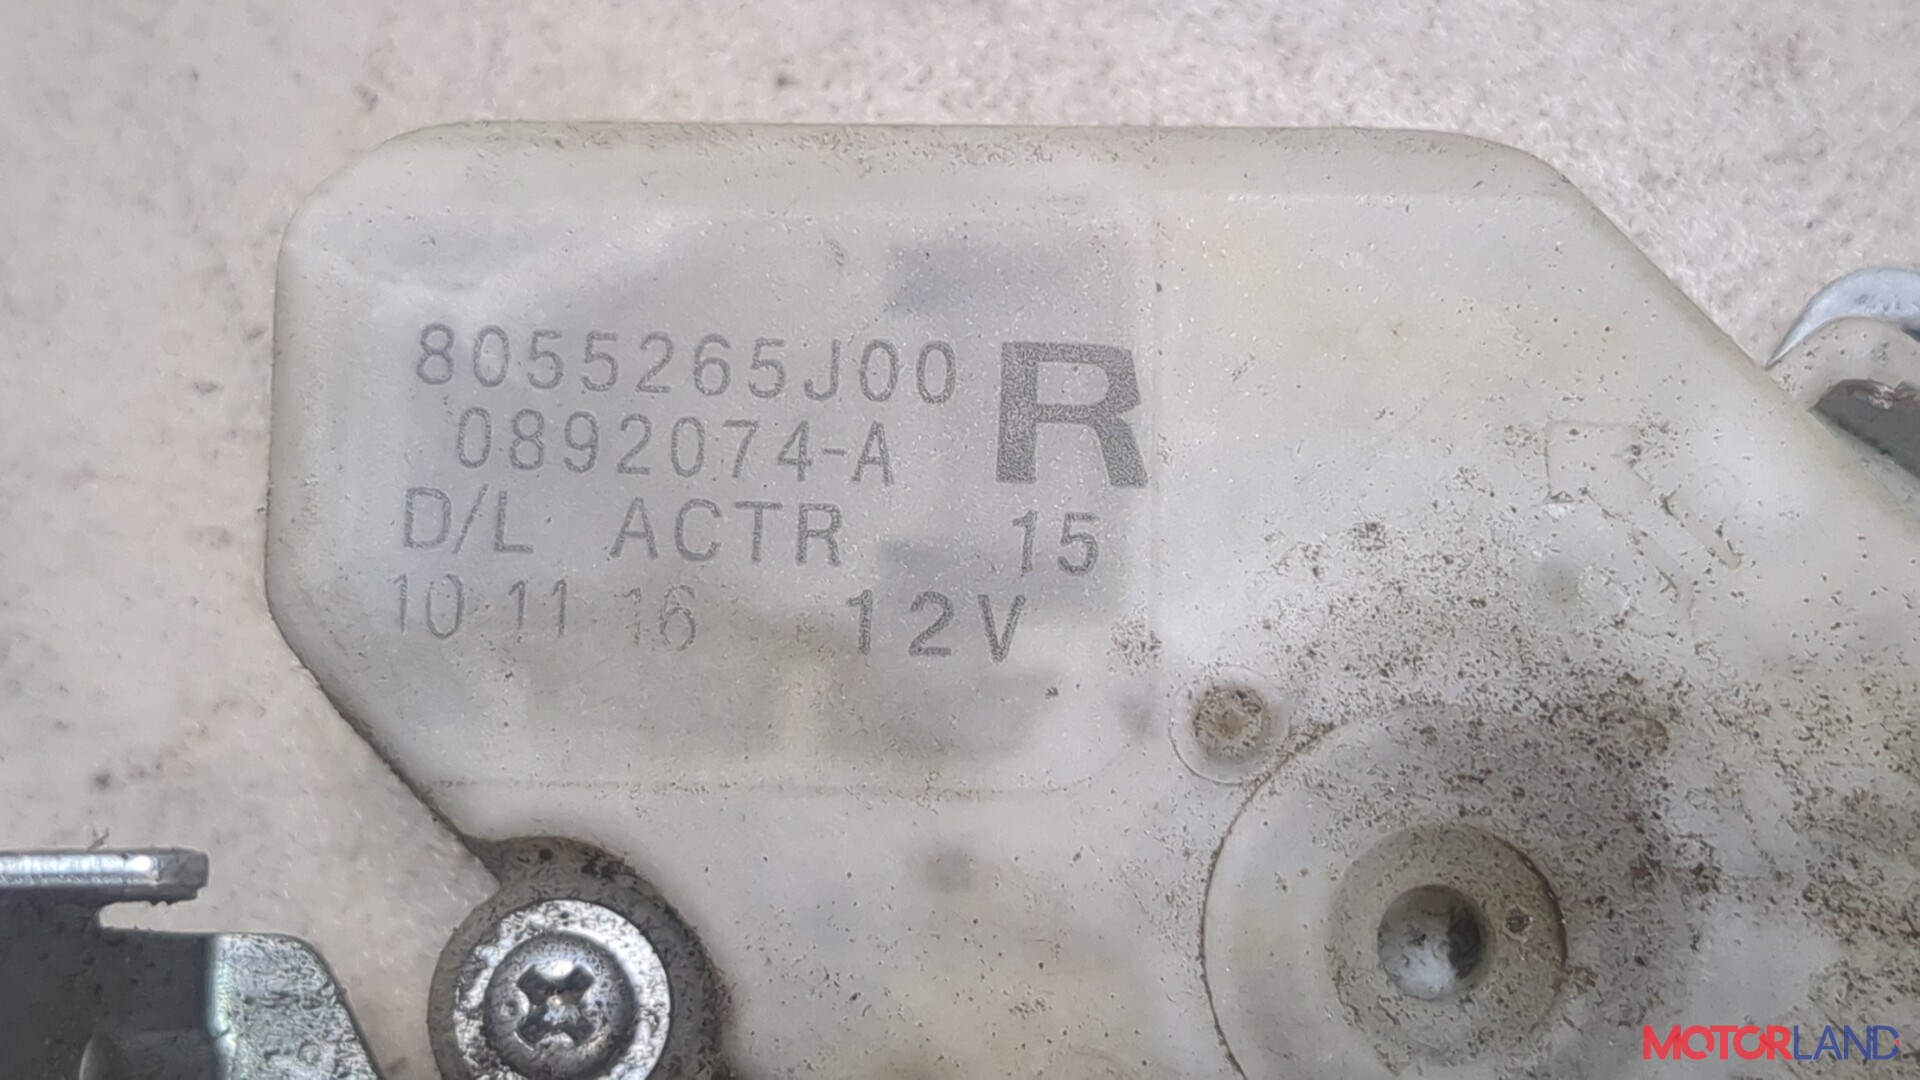 8055265J00
R
0892074-A
D/L ACTR 15
10 11 16 12V
MOTORLAND